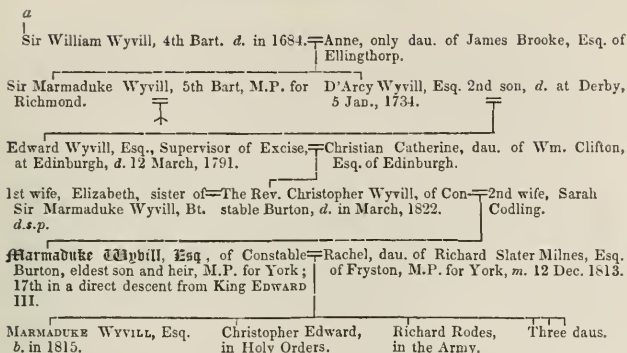 a
Sir William Wyvill, 4th Bart. d. in 1684.=Anne, only dau. of James Brooke, Esq. of
Ellingthorp.
Sir Marmaduke Wyvill, 5th Bart, M.P. for
Richmond.
D'Arcy Wyvill, Esq. 2nd son, d. at Derby,
5 Jan., 1734.
Edward Wyvill, Esq., Supervisor of Excise,=Christian Catherine, dau. of Wm. Clifton,
at Edinburgh, d. 12 March, 1791.
Esq. of Edinburgh.
1st wife, Elizabeth, sister of=The Rev. Christopher Wyvill, of Con-=2nd wife, Sarah
Sir Marmaduke Wyvill, Bt.
stable Burton, d. in March, 1822.
Codling.
d.s.p.
Marmaduke Wyvill, Esq, of Constable=Rachel, dau. of Richard Slater Milnes, Esq.
Burton, eldest son and heir, M.P. for York;
of Fryston, M.P. for York, m. 12 Dec. 1813.
17th in a direct descent from King EDWARD
III.
MARMADUKE WYVILL, Esq.
b. in 1815.
Christopher Edward,
in Holy Orders.
Richard Rodes,
in the Army.
Three daus.